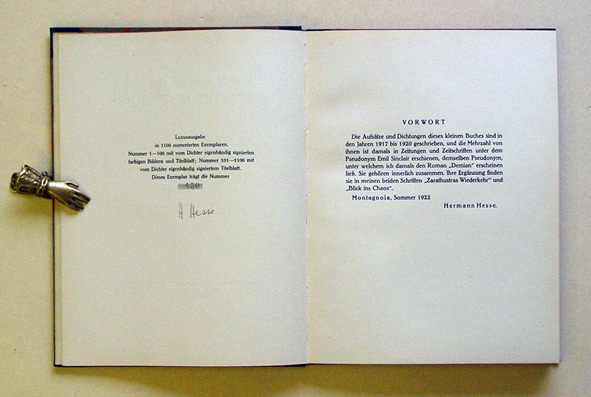 Luxusausgabe
in 1100 numerierten Exemplaren.
Nummer 1—100 mit vom Dichter eigenhändig signierten
farbigen Bildern und Titelblatt; Nummer 101—1100 mit
vom Dichter eigenhändig signiertem Titelblatt.
Dieses Exemplar trägt die Nummer
H Hesse
VORWORT
Die Aufsätze und Dichtungen dieses kleinen Buches sind in
den Jahren 1917 bis 1920 geschrieben, und die Mehrzahl von
ihnen ist damals in Zeitungen und Zeitschriften unter dem
Pseudonym Emil Sinclair erschienen, demselben Pseudonym,
unter welchem ich damals den Roman „Demian“ erscheinen
ließ. Sie gehören innerlich zusammen. Ihre Ergänzung finden
sie in meinen beiden Schriften „Zarathustras Wiederkehr“ und
„Blick ins Chaos“.
Montagnola, Sommer 1922
Hermann Hesse.